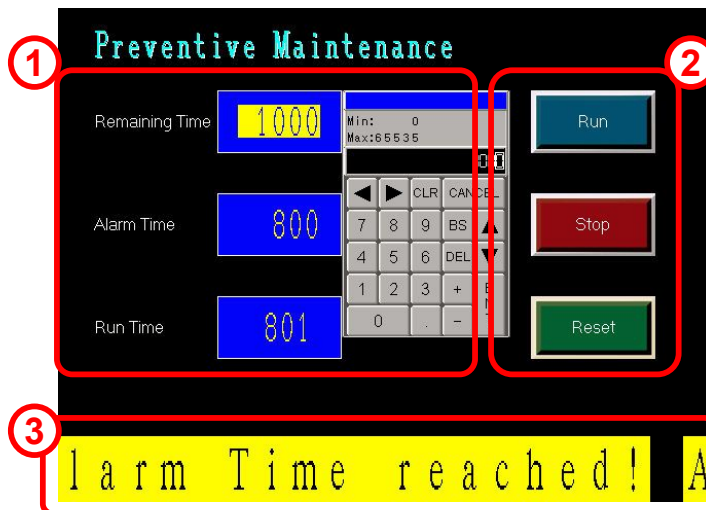 Preventive Maintenance
1
2
Remaining Time 1000
Min: 0
Max:65535
Run
CLR CANCEL
Alarm Time 800
7 8 9 BS
Stop
4 5 6 DEL
1 2 3 + ENT
Run Time 801
0 . -
Reset
3
larm Time reached! A